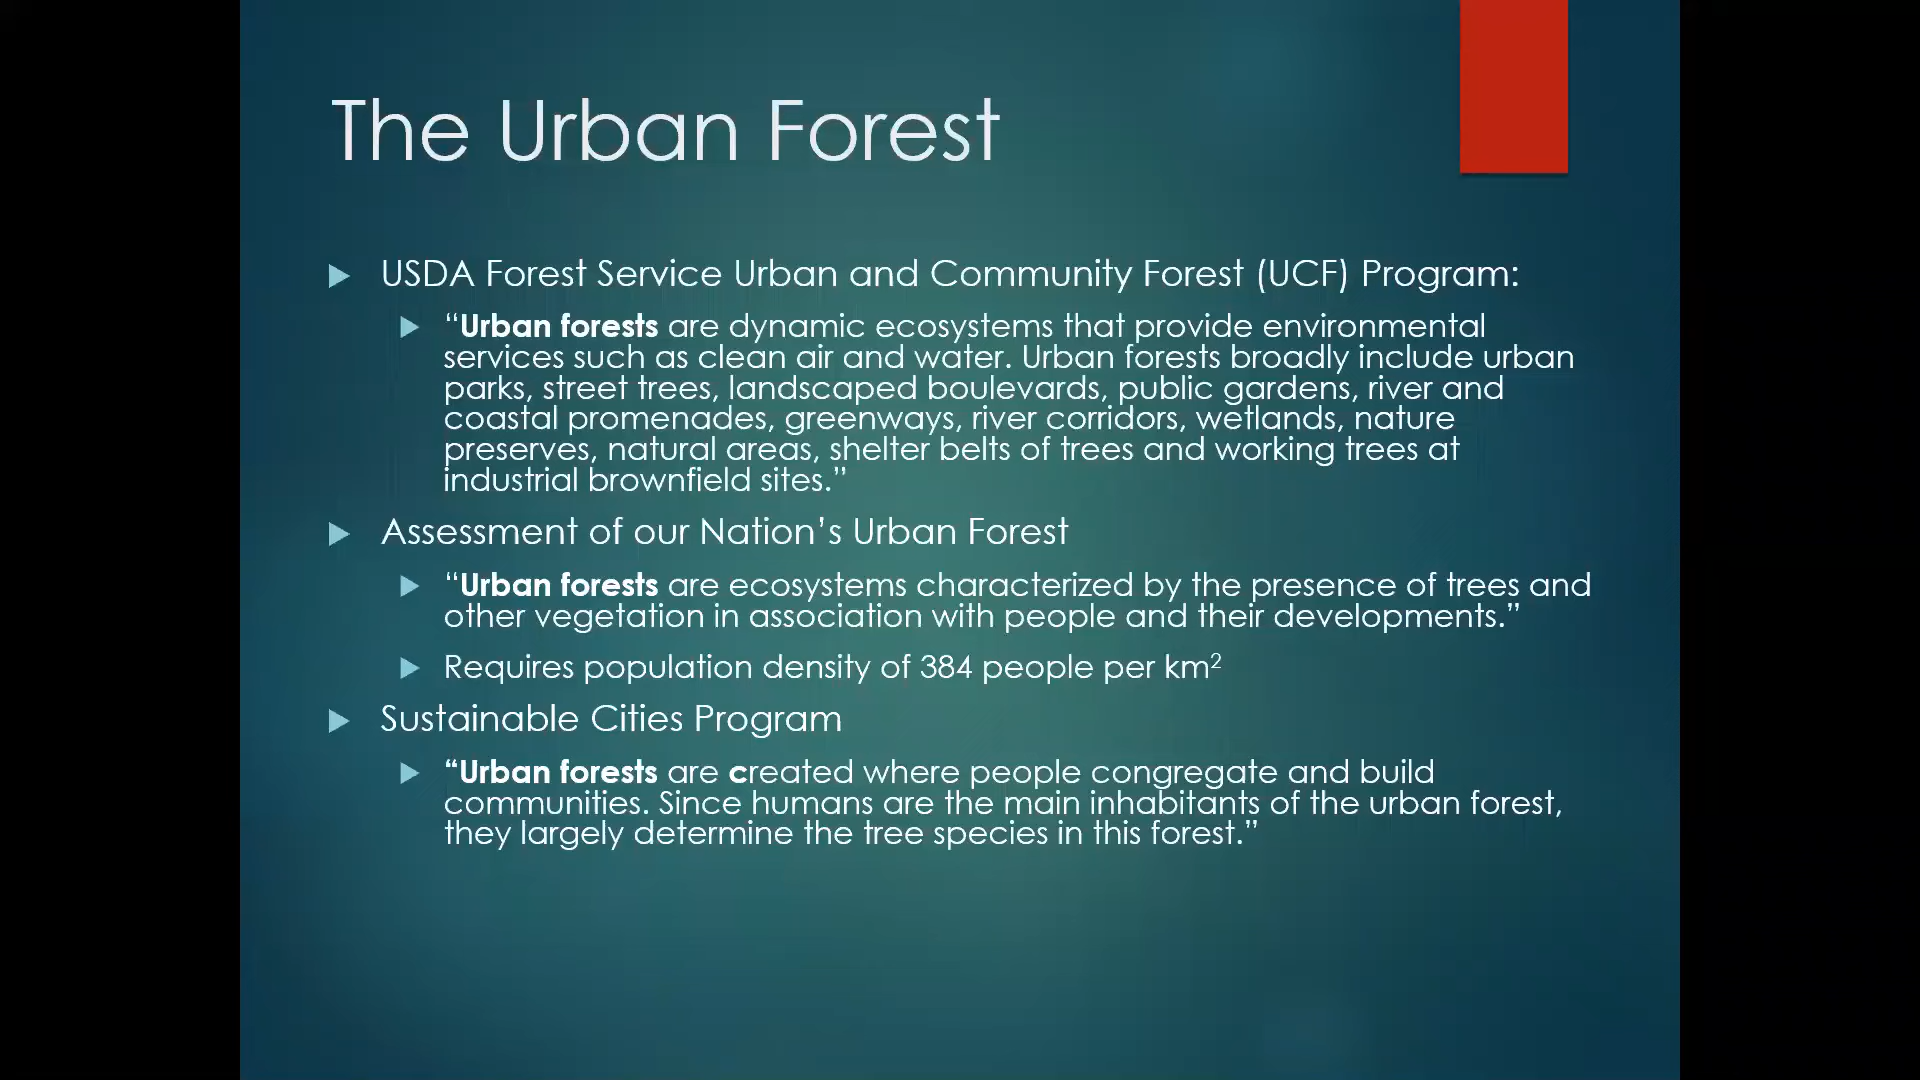 The Urban Forest
USDA Forest Service Urban and Community Forest (UCF) Program:
“Urban forests are dynamic ecosystems that provide environmental
services such as clean air and water. Urban forests broadly include urban
parks, street trees, landscaped boulevards, public gardens, river and
coastal promenades, greenways, river corridors, wetlands, nature
preserves, natural areas, shelter belts of trees and working trees at
industrial brownfield sites.”
Assessment of our Nation’s Urban Forest
“Urban forests are ecosystems characterized by the presence of trees and
other vegetation in association with people and their developments.”
Requires population density of 384 people per km²
Sustainable Cities Program
“Urban forests are created where people congregate and build
communities. Since humans are the main inhabitants of the urban forest,
they largely determine the tree species in this forest.”